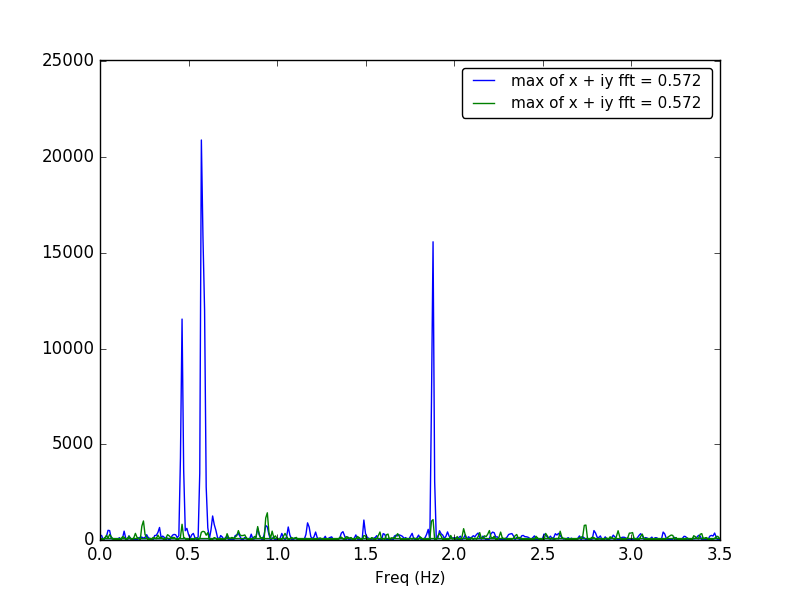 25000
20000
15000
10000
5000
0
0.0 0.5 1.0 1.5 2.0 2.5 3.0 3.5
Freq (Hz)
max of x + iy fft = 0.572
max of x + iy fft = 0.572